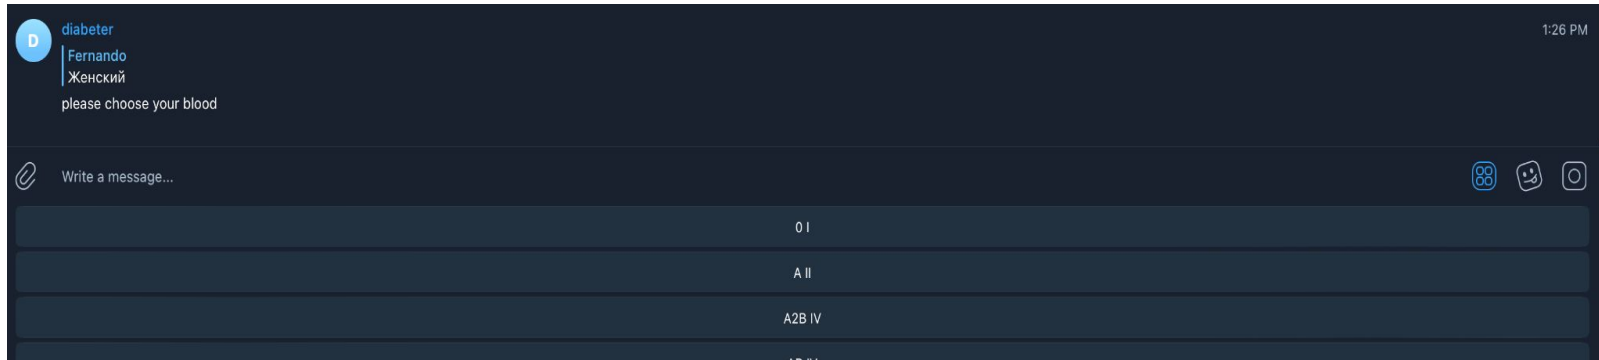 D
diabeter
1:26 PM
Fernando
Женский
please choose your blood
Write a message...
0 I
A II
A2B IV